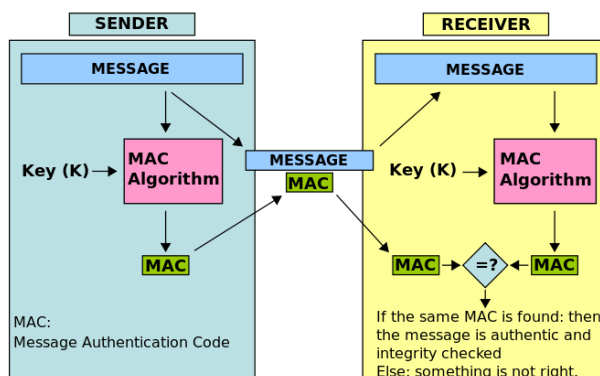 SENDER
RECEIVER
MESSAGE
MESSAGE
Key (K)
MAC
Algorithm
MESSAGE
MAC
Key (K)
MAC
Algorithm
MAC
MAC
=?
MAC
MAC:
Message Authentication Code
If the same MAC is found: then
the message is authentic and
integrity checked
Else: something is not right.